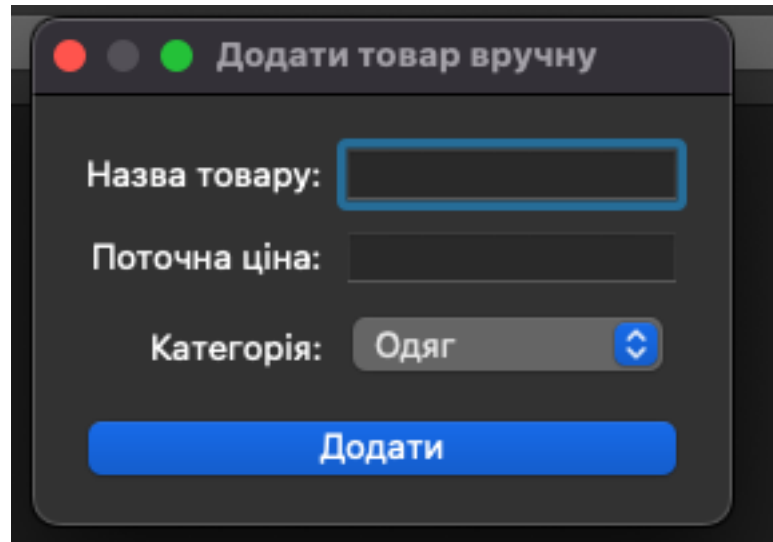 Додати товар вручну
Назва товару:
Поточна ціна:
Категорія: Одяг
Додати